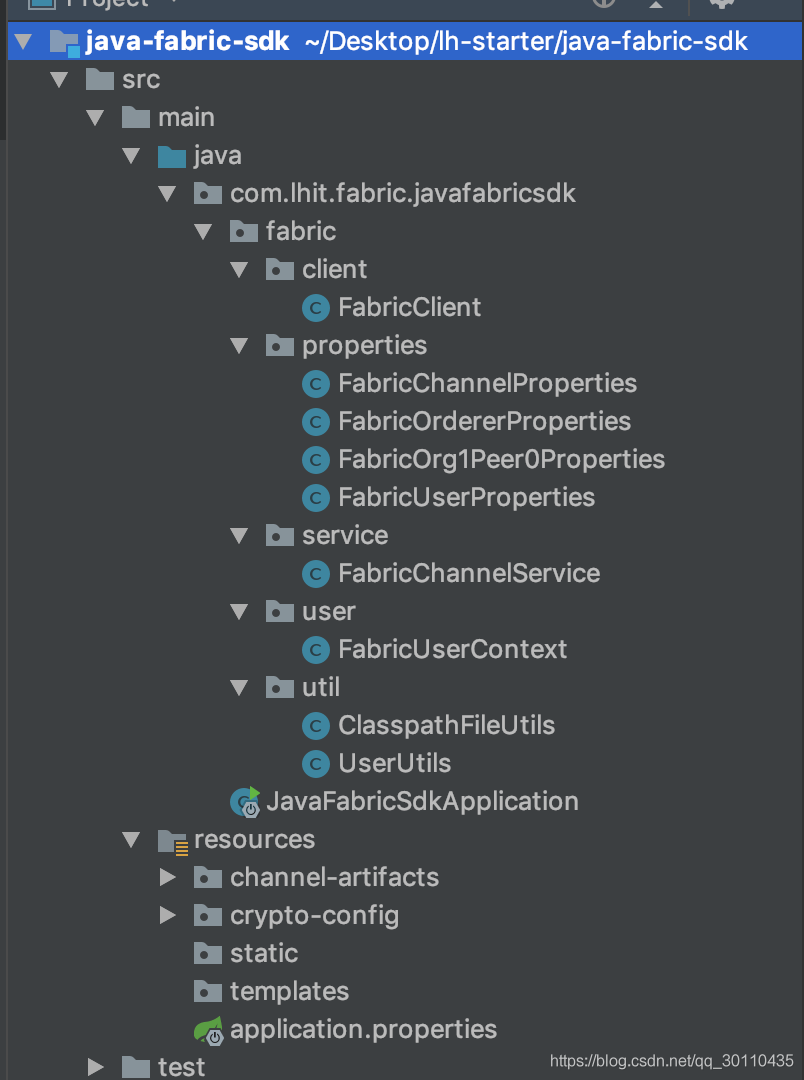 Project
java-fabric-sdk ~/Desktop/lh-starter/java-fabric-sdk
src
main
java
com.lhit.fabric.javafabricsdk
fabric
client
FabricClient
properties
FabricChannelProperties
FabricOrdererProperties
FabricOrg1Peer0Properties
FabricUserProperties
service
FabricChannelService
user
FabricUserContext
util
ClasspathFileUtils
UserUtils
JavaFabricSdkApplication
resources
channel-artifacts
crypto-config
static
templates
application.properties
test
https://blog.csdn.net/qq_30110435